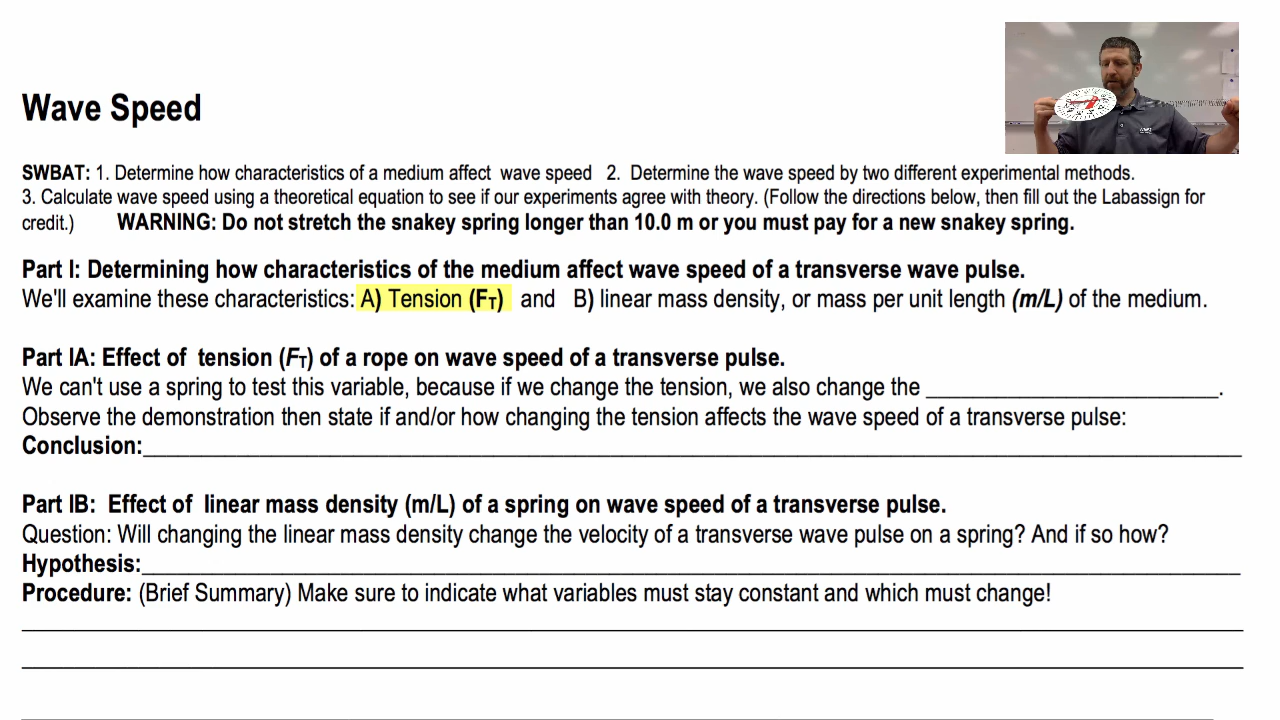 Wave Speed
SWBAT: 1. Determine how characteristics of a medium affect wave speed 2. Determine the wave speed by two different experimental methods.
3. Calculate wave speed using a theoretical equation to see if our experiments agree with theory. (Follow the directions below, then fill out the Labassign for
credit.) WARNING: Do not stretch the snakey spring longer than 10.0 m or you must pay for a new snakey spring.
Part I: Determining how characteristics of the medium affect wave speed of a transverse wave pulse.
We'll examine these characteristics: A) Tension (FT) and B) linear mass density, or mass per unit length (m/L) of the medium.
Part IA: Effect of tension (FT) of a rope on wave speed of a transverse pulse.
We can't use a spring to test this variable, because if we change the tension, we also change the ___________________________.
Observe the demonstration then state if and/or how changing the tension affects the wave speed of a transverse pulse:
Conclusion:
Part IB: Effect of linear mass density (m/L) of a spring on wave speed of a transverse pulse.
Question: Will changing the linear mass density change the velocity of a transverse wave pulse on a spring? And if so how?
Hypothesis:
Procedure: (Brief Summary) Make sure to indicate what variables must stay constant and which must change!